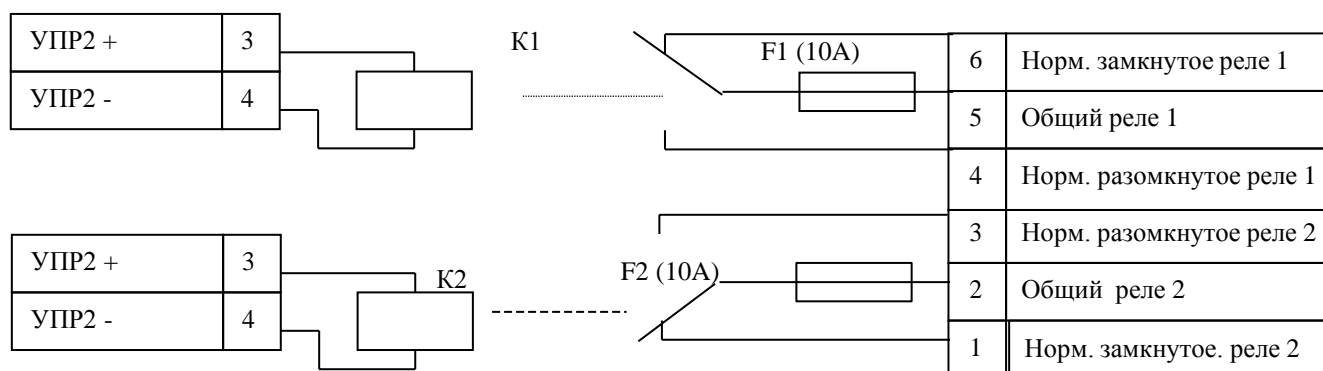 УПР2 + 3
УПР2 - 4
К1
F1 (10А)
6 Норм. замкнутое реле 1
5 Общий реле 1
4 Норм. разомкнутое реле 1
УПР2 + 3
УПР2 - 4
К2
F2 (10А)
3 Норм. разомкнутое реле 2
2 Общий реле 2
1 Норм. замкнутое. реле 2